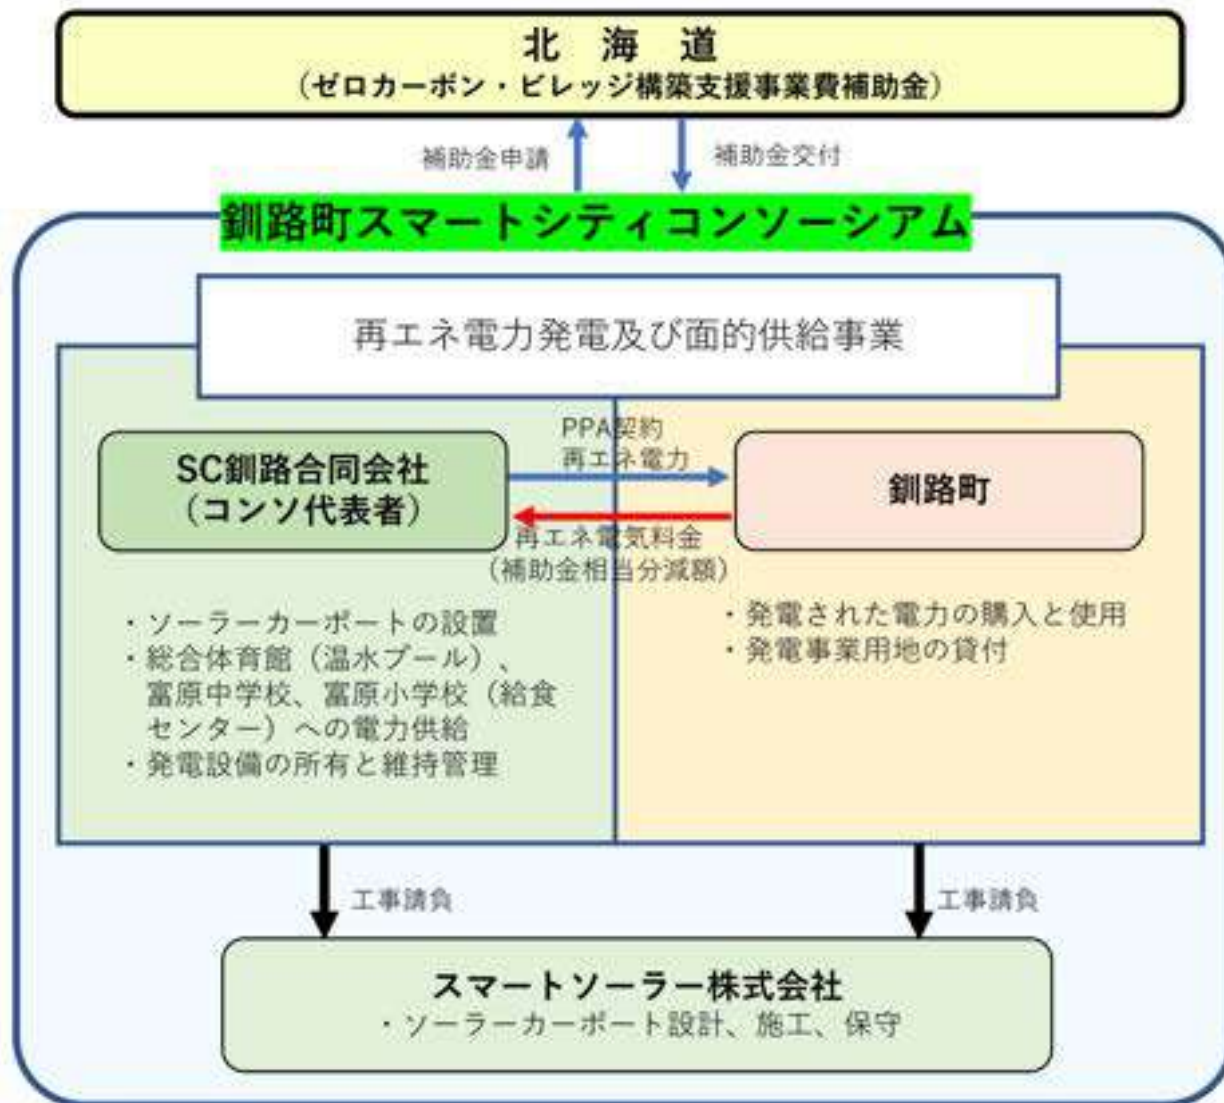 北　海　道
（ゼロカーボン・ビレッジ構築支援事業費補助金）
補助金申請
補助金交付
釧路町スマートシティコンソーシアム
再エネ電力発電及び面的供給事業
PPA契約
再エネ電力
SC釧路合同会社
（コンソ代表者）
釧路町
再エネ電気料金
（補助金相当分減額）
・ソーラーカーポートの設置
・総合体育館（温水プール）、
富原中学校、富原小学校（給食
センター）への電力供給
・発電設備の所有と維持管理
・発電された電力の購入と使用
・発電事業用地の貸付
工事請負
工事請負
スマートソーラー株式会社
・ソーラーカーポート設計、施工、保守